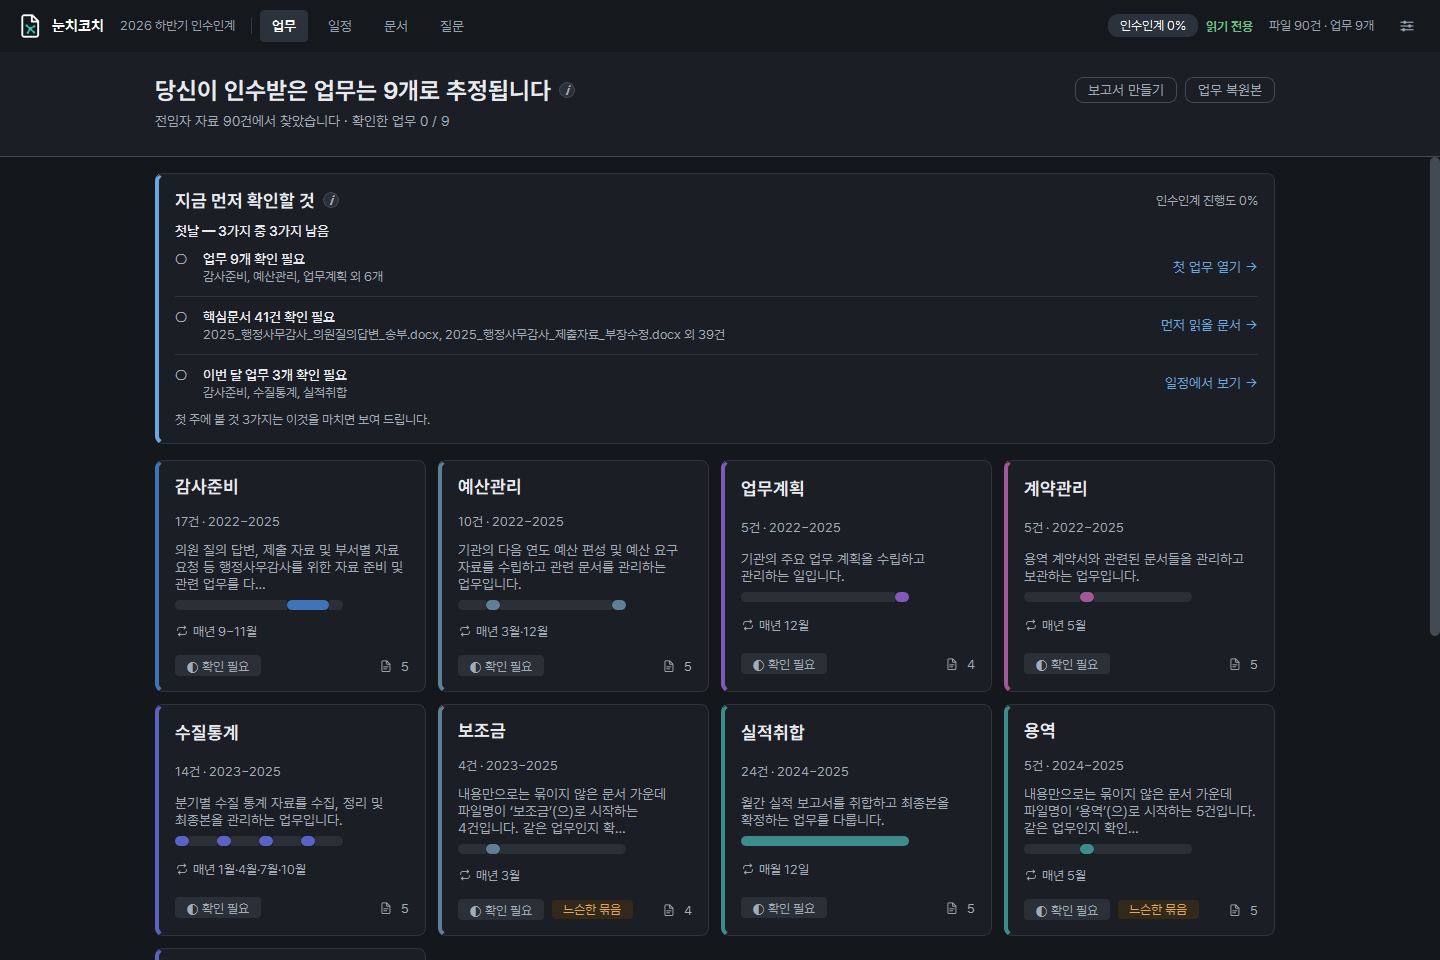 눈치코치
2026 하반기 인수인계
업무
일정
문서
질문
인수인계 0%
읽기 전용
파일 90건 · 업무 9개
당신이 인수받은 업무는 9개로 추정됩니다
전임자 자료 90건에서 찾았습니다 · 확인한 업무 0 / 9
보고서 만들기
업무 복원본
지금 먼저 확인할 것
인수인계 진행도 0%
첫날 — 3가지 중 3가지 남음
업무 9개 확인 필요
감사준비, 예산관리, 업무계획 외 6개
첫 업무 열기 →
핵심문서 41건 확인 필요
2025_행정사무감사_의원질의답변_송부.docx, 2025_행정사무감사_제출자료_부장수정.docx 외 39건
먼저 읽을 문서 →
이번 달 업무 3개 확인 필요
감사준비, 수질통계, 실적취합
일정에서 보기 →
첫 주에 볼 것 3가지는 이것을 마치면 보여 드립니다.
감사준비
17건 · 2022–2025
의원 질의 답변, 제출 자료 및 부서별 자료
요청 등 행정사무감사를 위한 자료 준비 및
관련 업무를 다…
매년 9–11월
확인 필요
5
예산관리
10건 · 2022–2025
기관의 다음 연도 예산 편성 및 예산 요구
자료를 수립하고 관련 문서를 관리하는
업무입니다.
매년 3월·12월
확인 필요
5
업무계획
5건 · 2022–2025
기관의 주요 업무 계획을 수립하고
관리하는 일입니다.
매년 12월
확인 필요
4
계약관리
5건 · 2022–2025
용역 계약서와 관련된 문서들을 관리하고
보관하는 업무입니다.
매년 5월
확인 필요
5
수질통계
14건 · 2023–2025
분기별 수질 통계 자료를 수집, 정리 및
최종본을 관리하는 업무입니다.
매년 1월·4월·7월·10월
확인 필요
5
보조금
4건 · 2023–2025
내용만으로는 묶이지 않은 문서 가운데
파일명이 ‘보조금’(으)로 시작하는
4건입니다. 같은 업무인지 확…
매년 3월
확인 필요
느슨한 묶음
4
실적취합
24건 · 2024–2025
월간 실적 보고서를 취합하고 최종본을
확정하는 업무를 다룹니다.
매월 12일
확인 필요
5
용역
5건 · 2024–2025
내용만으로는 묶이지 않은 문서 가운데
파일명이 ‘용역’(으)로 시작하는 5건입니다.
같은 업무인지 확인…
매년 5월
확인 필요
느슨한 묶음
5